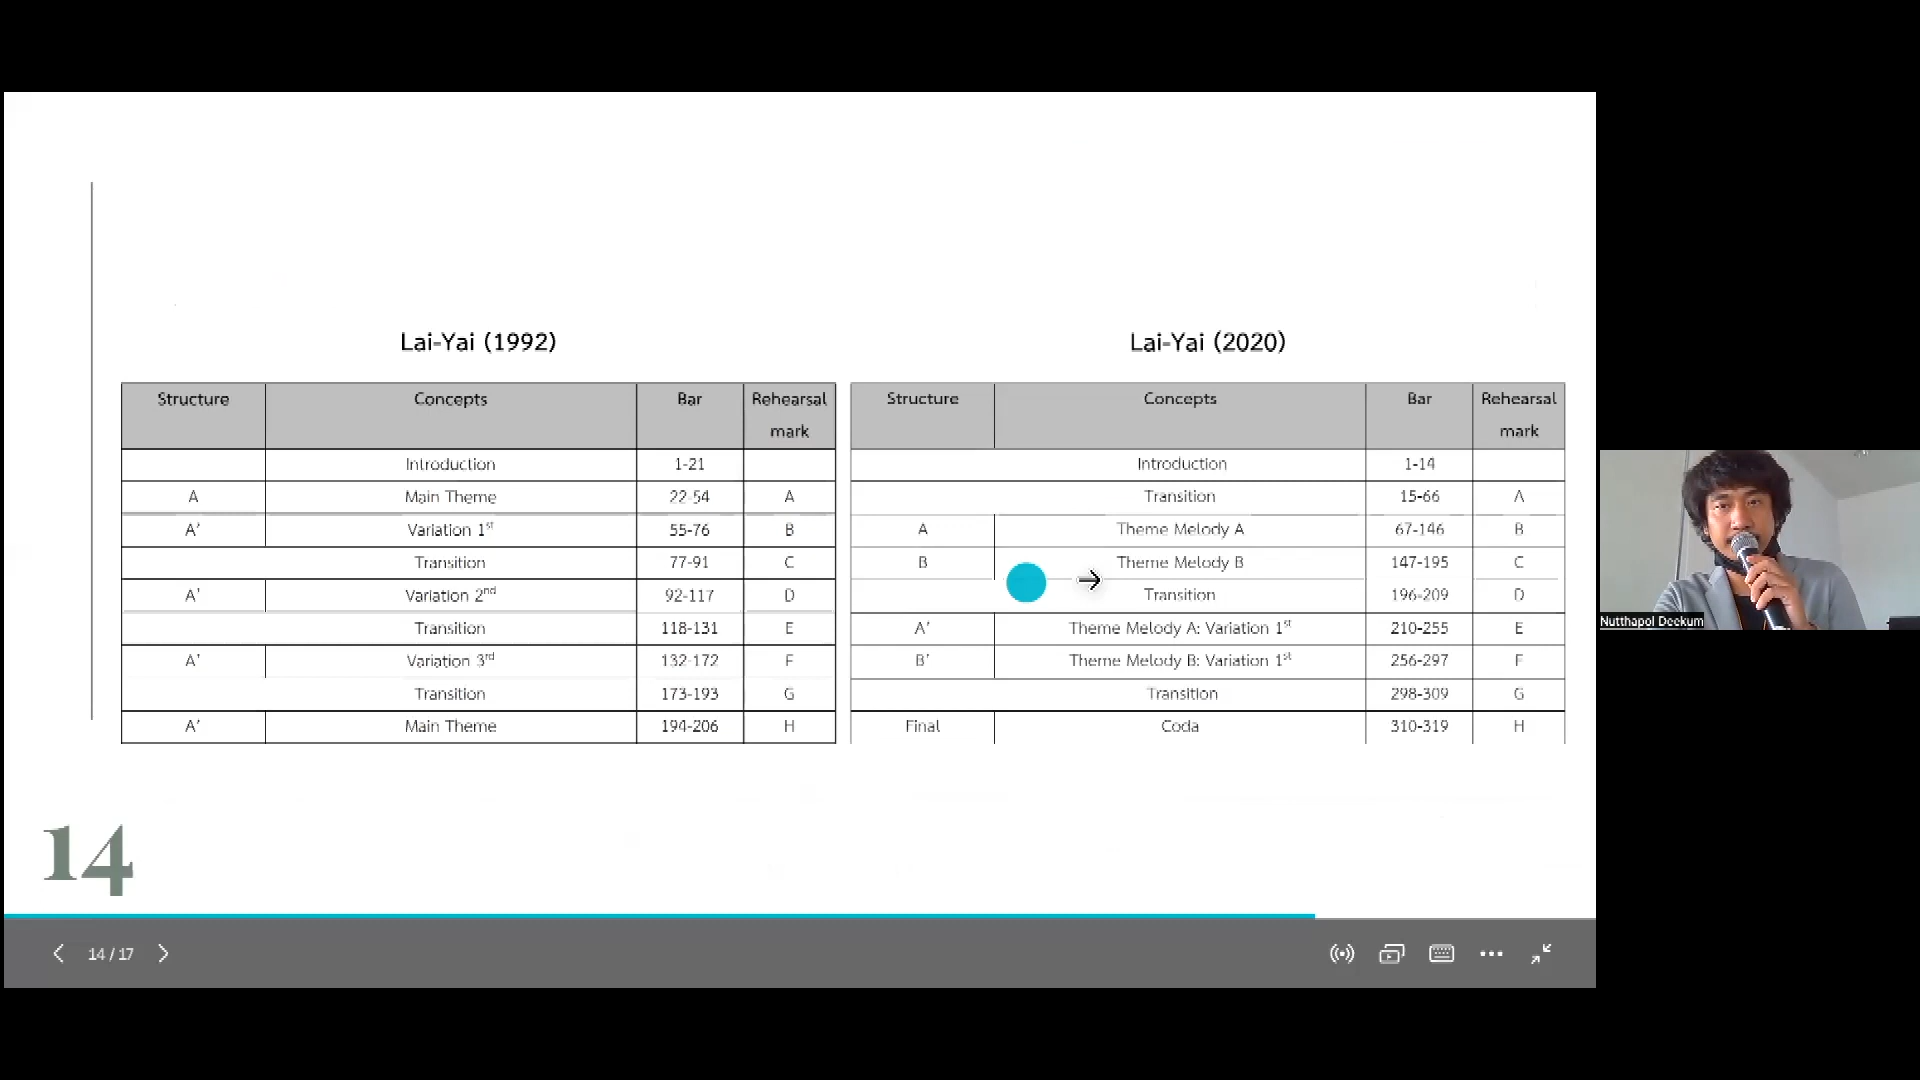 Lai-Yai (1992)
Structure Concepts Bar Rehearsal mark
Introduction 1-21
A Main Theme 22-54 A
A' Variation 1st 55-76 B
Transition 77-91 C
A' Variation 2nd 92-117 D
Transition 118-131 E
A' Variation 3rd 132-172 F
Transition 173-193 G
A' Main Theme 194-206 H
Lai-Yai (2020)
Structure Concepts Bar Rehearsal mark
Introduction 1-14
Transition 15-66 A
A Theme Melody A 67-146 B
B Theme Melody B 147-195 C
Transition 196-209 D
A' Theme Melody A: Variation 1st 210-255 E
B' Theme Melody B: Variation 1st 256-297 F
Transition 298-309 G
Final Coda 310-319 H
14
14 / 17
Nutthapol Deekum